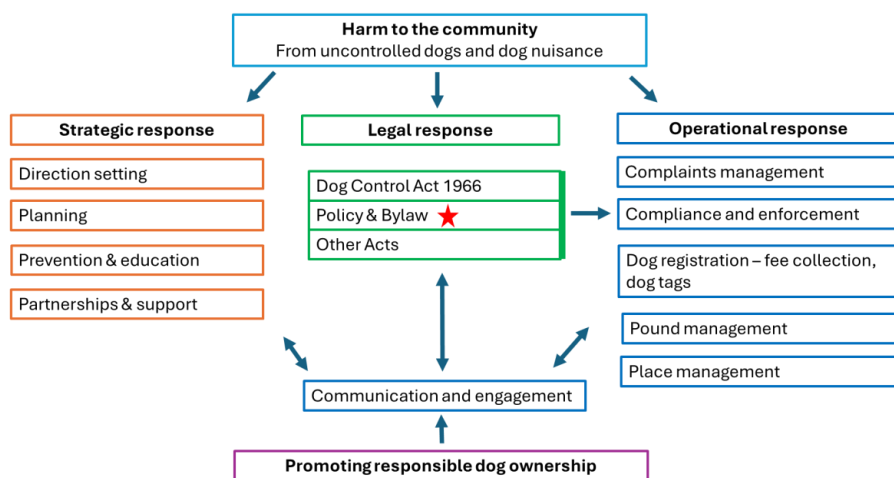 Harm to the community
From uncontrolled dogs and dog nuisance
Strategic response
Direction setting
Planning
Prevention & education
Partnerships & support
Legal response
Dog Control Act 1966
Policy & Bylaw
Other Acts
Operational response
Complaints management
Compliance and enforcement
Dog registration – fee collection,
dog tags
Pound management
Place management
Communication and engagement
Promoting responsible dog ownership